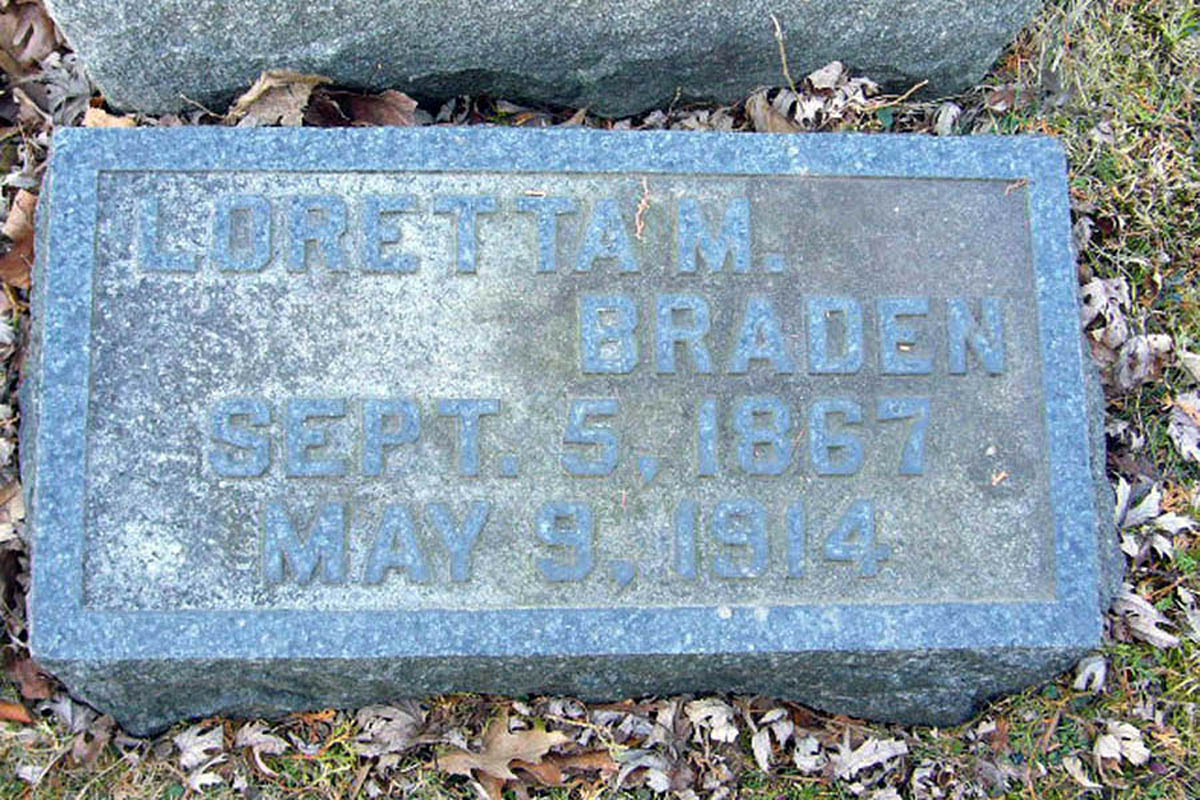 LORETTA M.
BRADEN
SEPT. 5, 1867
MAY 9, 1914